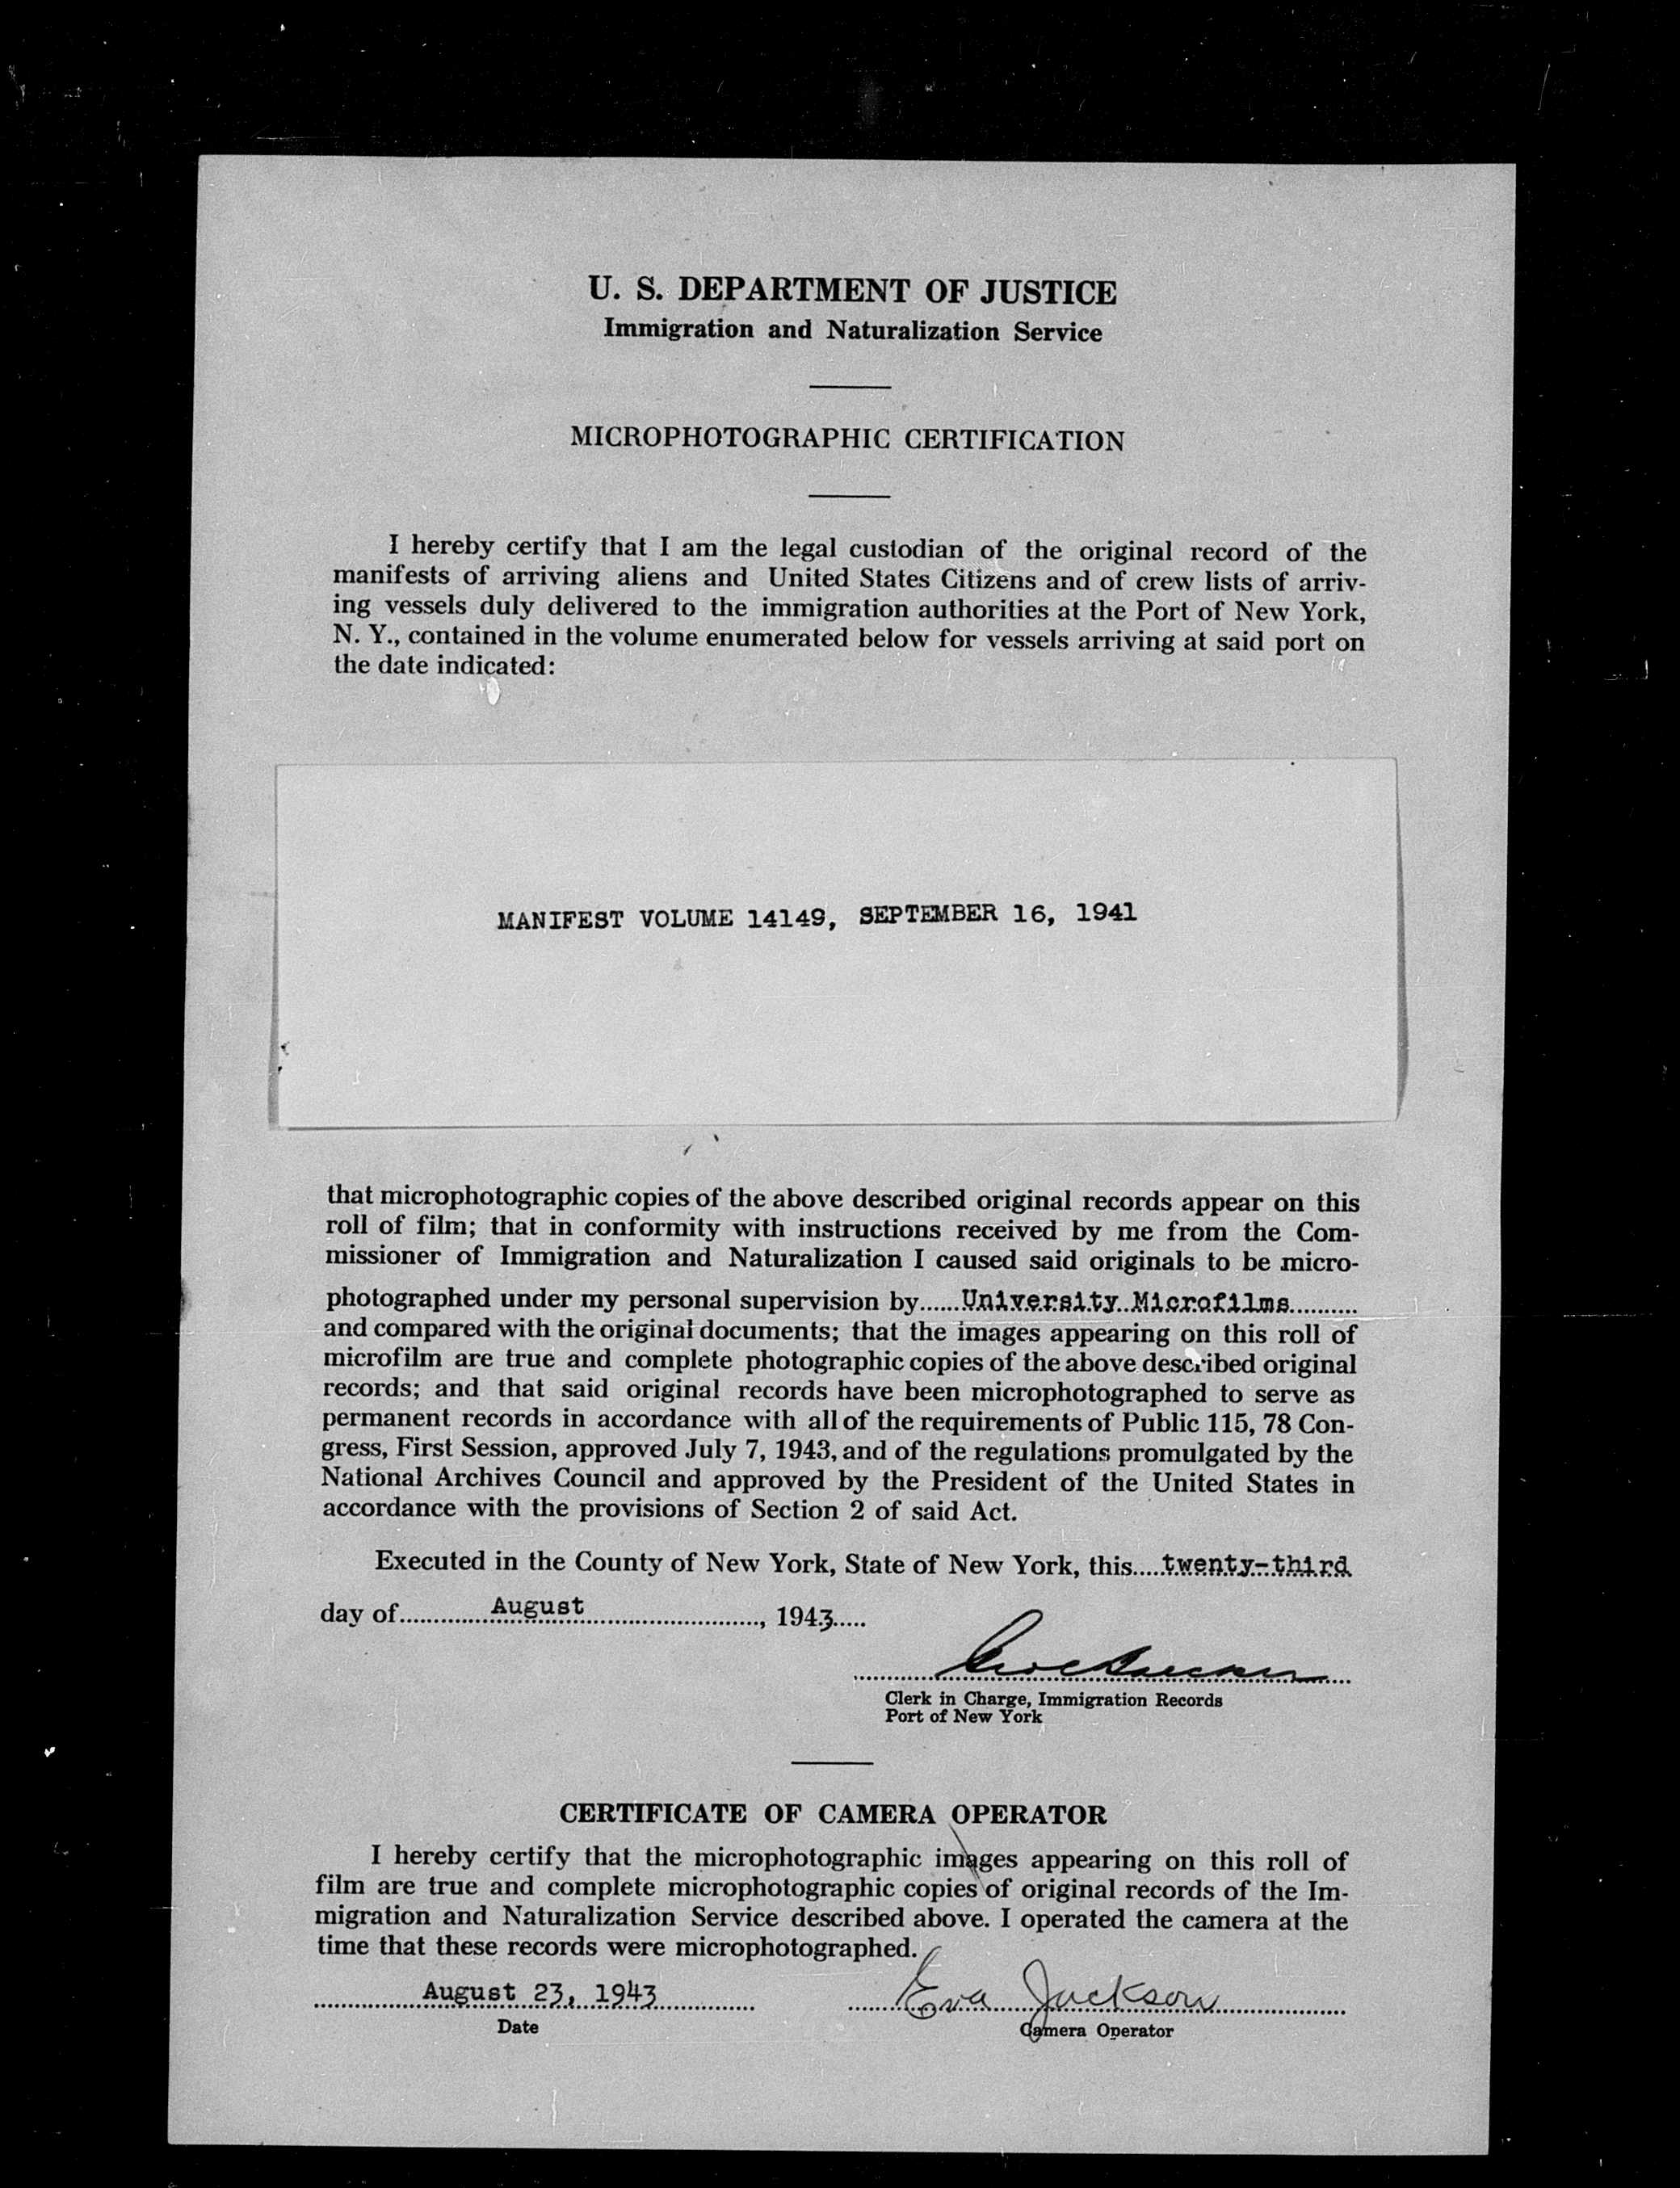 U. S. DEPARTMENT OF JUSTICE
Immigration and Naturalization Service
MICROPHOTOGRAPHIC CERTIFICATION
I hereby certify that I am the legal custodian of the original record of the
manifests of arriving aliens and United States Citizens and of crew lists of arriv-
ing vessels duly delivered to the immigration authorities at the Port of New York,
N. Y., contained in the volume enumerated below for vessels arriving at said port on
the date indicated:
MANIFEST VOLUME 14149, SEPTEMBER 16, 1941
that microphotographic copies of the above described original records appear on this
roll of film; that in conformity with instructions received by me from the Com-
missioner of Immigration and Naturalization I caused said originals to be micro-
photographed under my personal supervision by......University Microfilms..........
and compared with the original documents; that the images appearing on this roll of
microfilm are true and complete photographic copies of the above described original
records; and that said original records have been microphotographed to serve as
permanent records in accordance with all of the requirements of Public 115, 78 Con-
gress, First Session, approved July 7, 1943, and of the regulations promulgated by the
National Archives Council and approved by the President of the United States in
accordance with the provisions of Section 2 of said Act.
Executed in the County of New York, State of New York, this.....twenty-third
day of.............August..........................., 1943.....
Clerk in Charge, Immigration Records
Port of New York
CERTIFICATE OF CAMERA OPERATOR
I hereby certify that the microphotographic images appearing on this roll of
film are true and complete microphotographic copies of original records of the Im-
migration and Naturalization Service described above. I operated the camera at the
time that these records were microphotographed.
August 23, 1943 Eva Jackson
Date Camera Operator